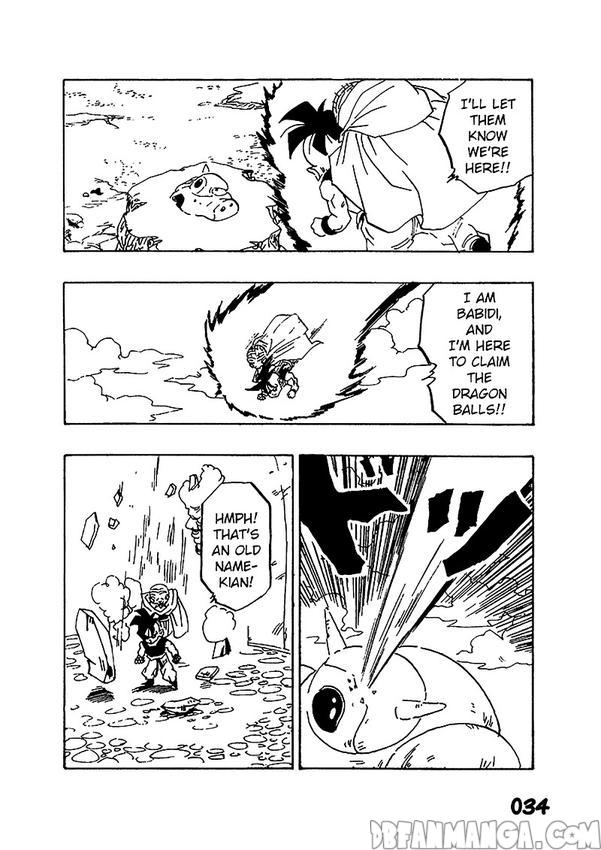 I'LL LET
THEM
KNOW
WE'RE
HERE!!
I AM
BABIDI,
AND
I'M HERE
TO CLAIM
THE
DRAGON
BALLS!!
HMPH!
THAT'S
AN OLD
NAME-
KIAN!
034
DBFANMANGA.COM